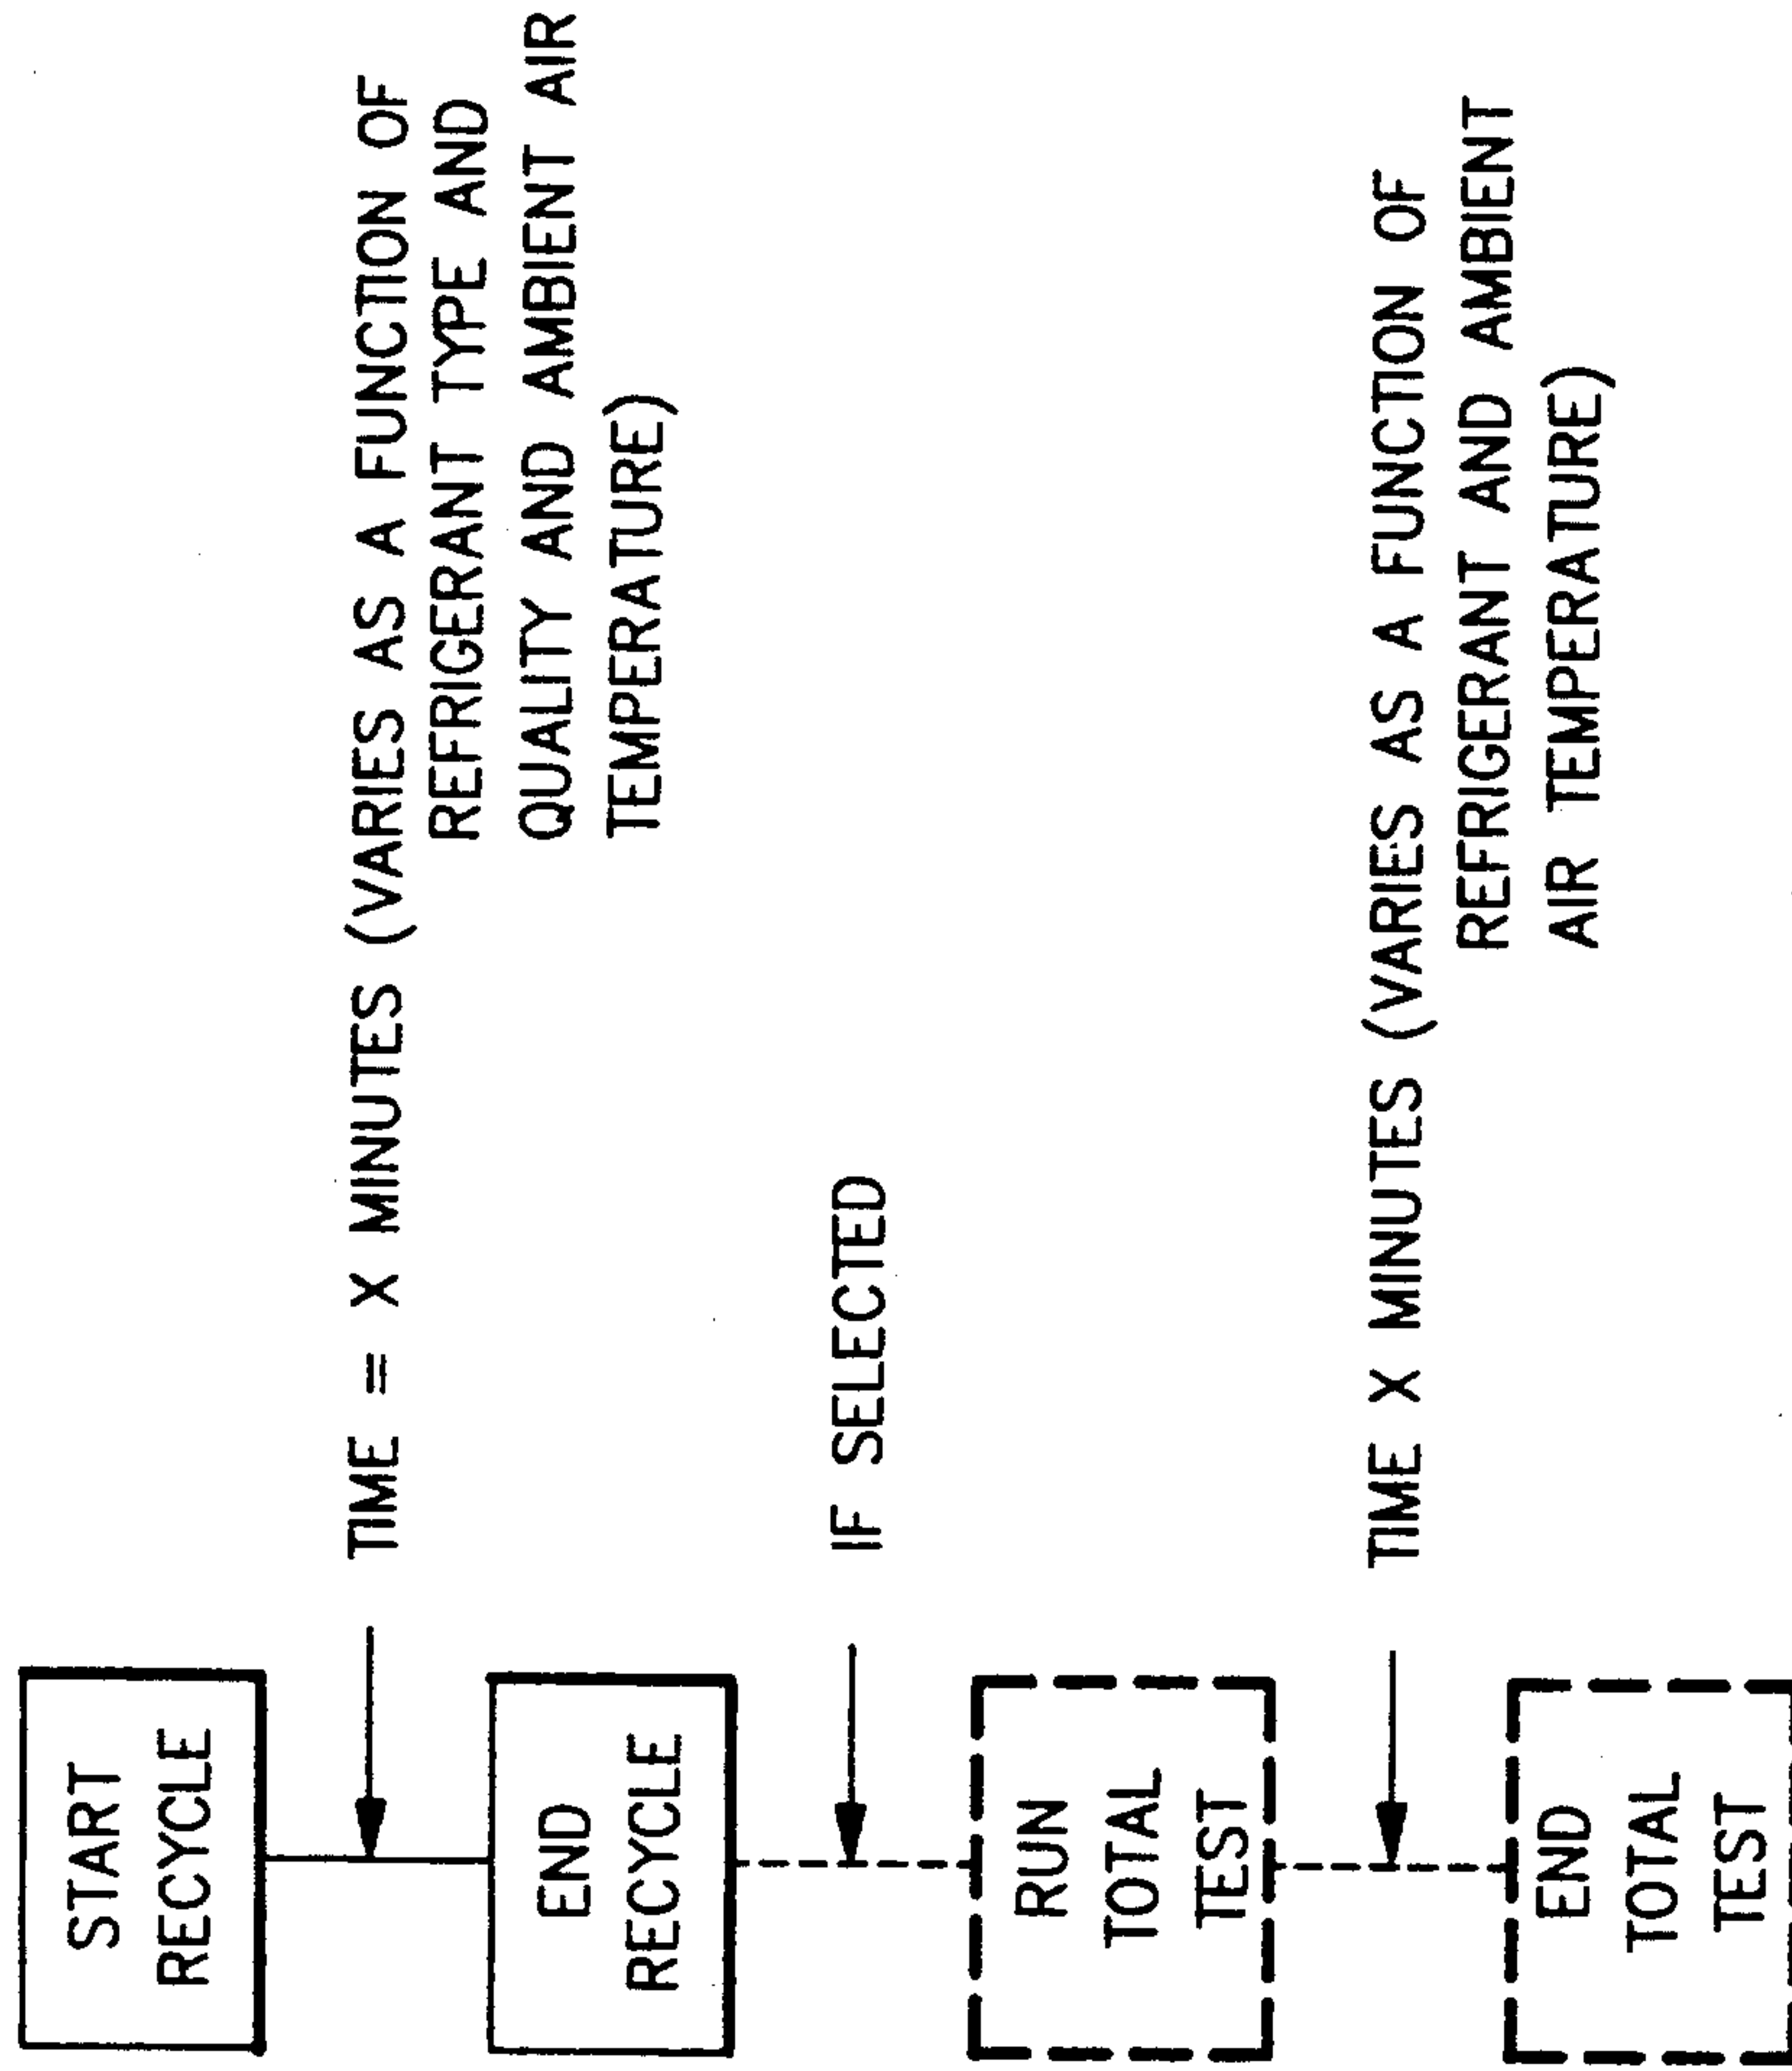 START
RECYCLE
TIME = X MINUTES (VARIES AS A FUNCTION OF
REFRIGERANT TYPE AND
QUALITY AND AMBIENT AIR
TEMPERATURE)
END
RECYCLE
IF SELECTED
RUN
TOTAL
TEST
TIME X MINUTES (VARIES AS A FUNCTION OF
REFRIGERANT AND AMBIENT
AIR TEMPERATURE)
END
TOTAL
TEST